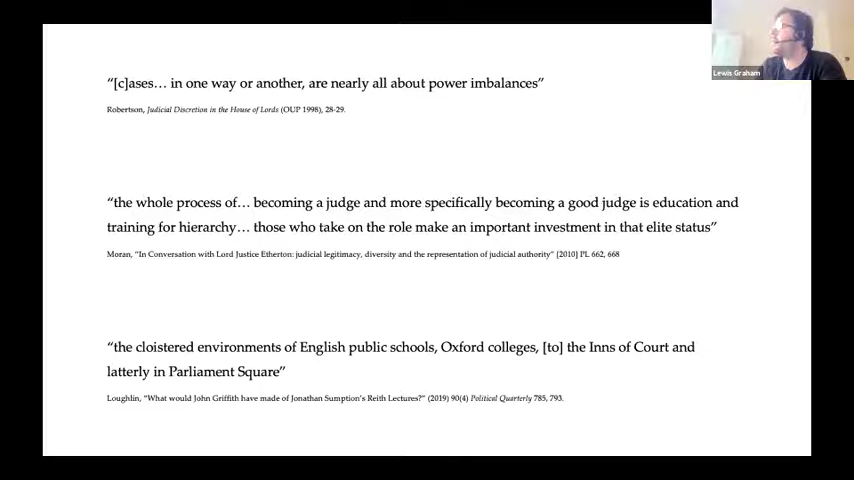 “[c]ases… in one way or another, are nearly all about power imbalances”
Robertson, Judicial Discretion in the House of Lords (OUP 1998), 28-29.
“the whole process of… becoming a judge and more specifically becoming a good judge is education and
training for hierarchy… those who take on the role make an important investment in that elite status”
Moran, “In Conversation with Lord Justice Etherton: judicial legitimacy, diversity and the representation of judicial authority” [2010] PL 662, 668
“the cloistered environments of English public schools, Oxford colleges, [to] the Inns of Court and
latterly in Parliament Square”
Loughlin, “What would John Griffith have made of Jonathan Sumption’s Reith Lectures?” (2019) 90(4) Political Quarterly 785, 793.
Lewis Graham